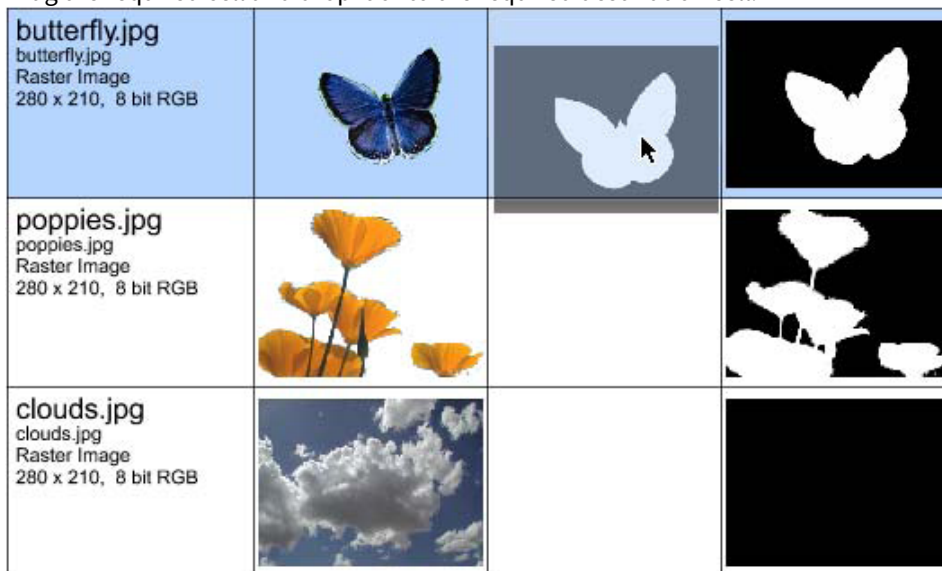 butterfly.jpg
butterfly.jpg
Raster Image
280 x 210, 8 bit RGB
poppies.jpg
poppies.jpg
Raster Image
280 x 210, 8 bit RGB
clouds.jpg
clouds.jpg
Raster Image
280 x 210, 8 bit RGB